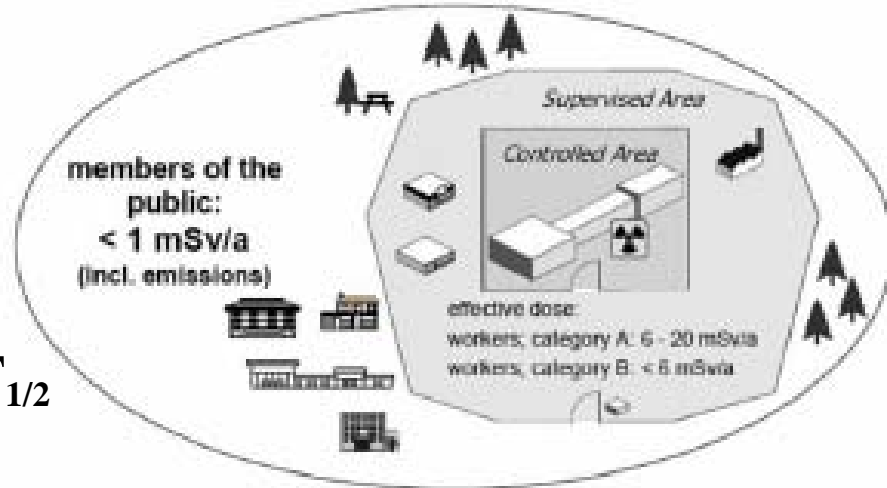 Supervised Area
Controlled Area
members of the
public:
< 1 mSv/a
(incl. emissions)
effective dose:
workers, category A: 6 - 20 mSv/a
workers, category B: < 6 mSv/a
1/2